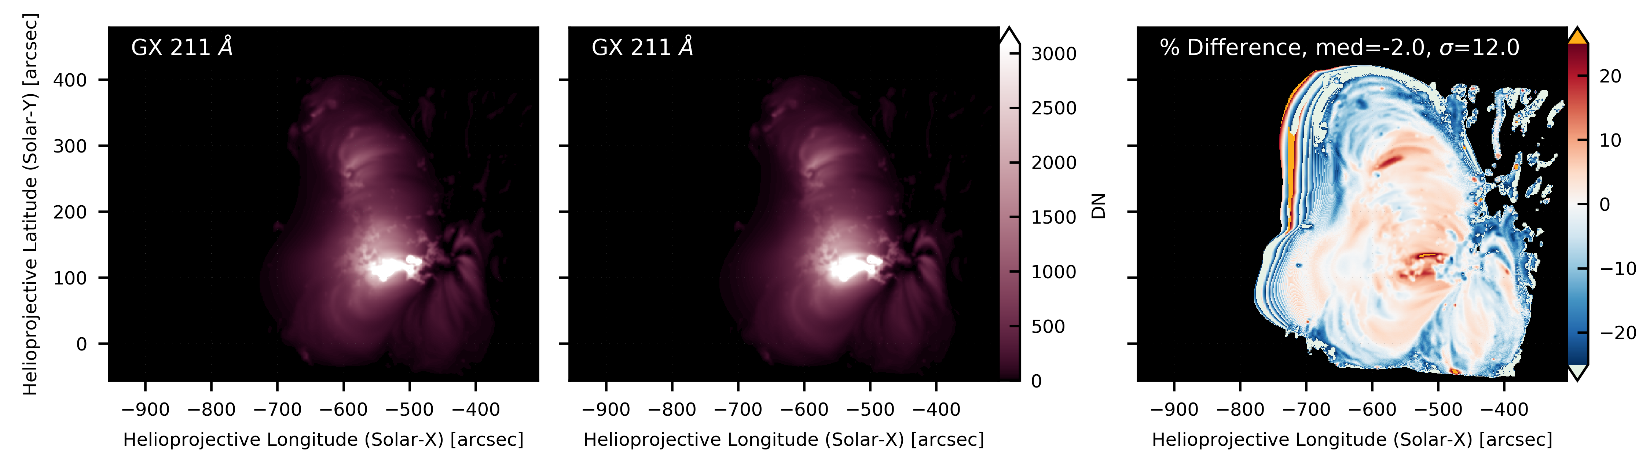 GX 211 Å
GX 211 Å
% Difference, med=-2.0, σ=12.0
Helioprojective Latitude (Solar-Y) [arcsec]
400
300
200
100
0
−900 −800 −700 −600 −500 −400
Helioprojective Longitude (Solar-X) [arcsec]
−900 −800 −700 −600 −500 −400
Helioprojective Longitude (Solar-X) [arcsec]
3000
2500
2000
1500
1000
500
0
DN
−900 −800 −700 −600 −500 −400
Helioprojective Longitude (Solar-X) [arcsec]
20
10
0
−10
−20